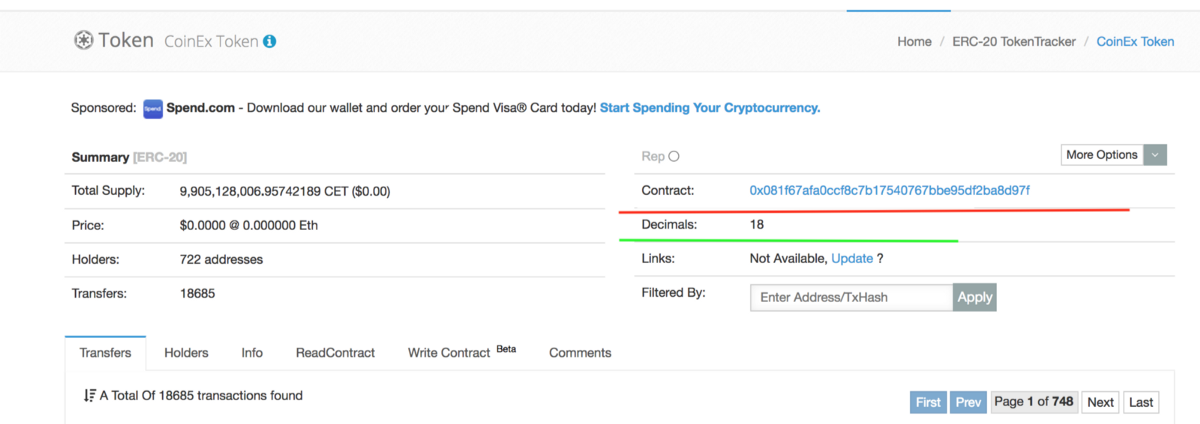 Token CoinEx Token
Home / ERC-20 TokenTracker / CoinEx Token
Sponsored: Spend Spend.com - Download our wallet and order your Spend Visa® Card today! Start Spending Your Cryptocurrency.
Summary [ERC-20]
Total Supply: 9,905,128,006.95742189 CET ($0.00)
Price: $0.0000 @ 0.000000 Eth
Holders: 722 addresses
Transfers: 18685
Rep
More Options
Contract: 0x081f67afa0ccf8c7b17540767bbe95df2ba8d97f
Decimals: 18
Links: Not Available, Update ?
Filtered By: Enter Address/TxHash Apply
Transfers Holders Info ReadContract Write Contract Beta Comments
A Total Of 18685 transactions found
First Prev Page 1 of 748 Next Last